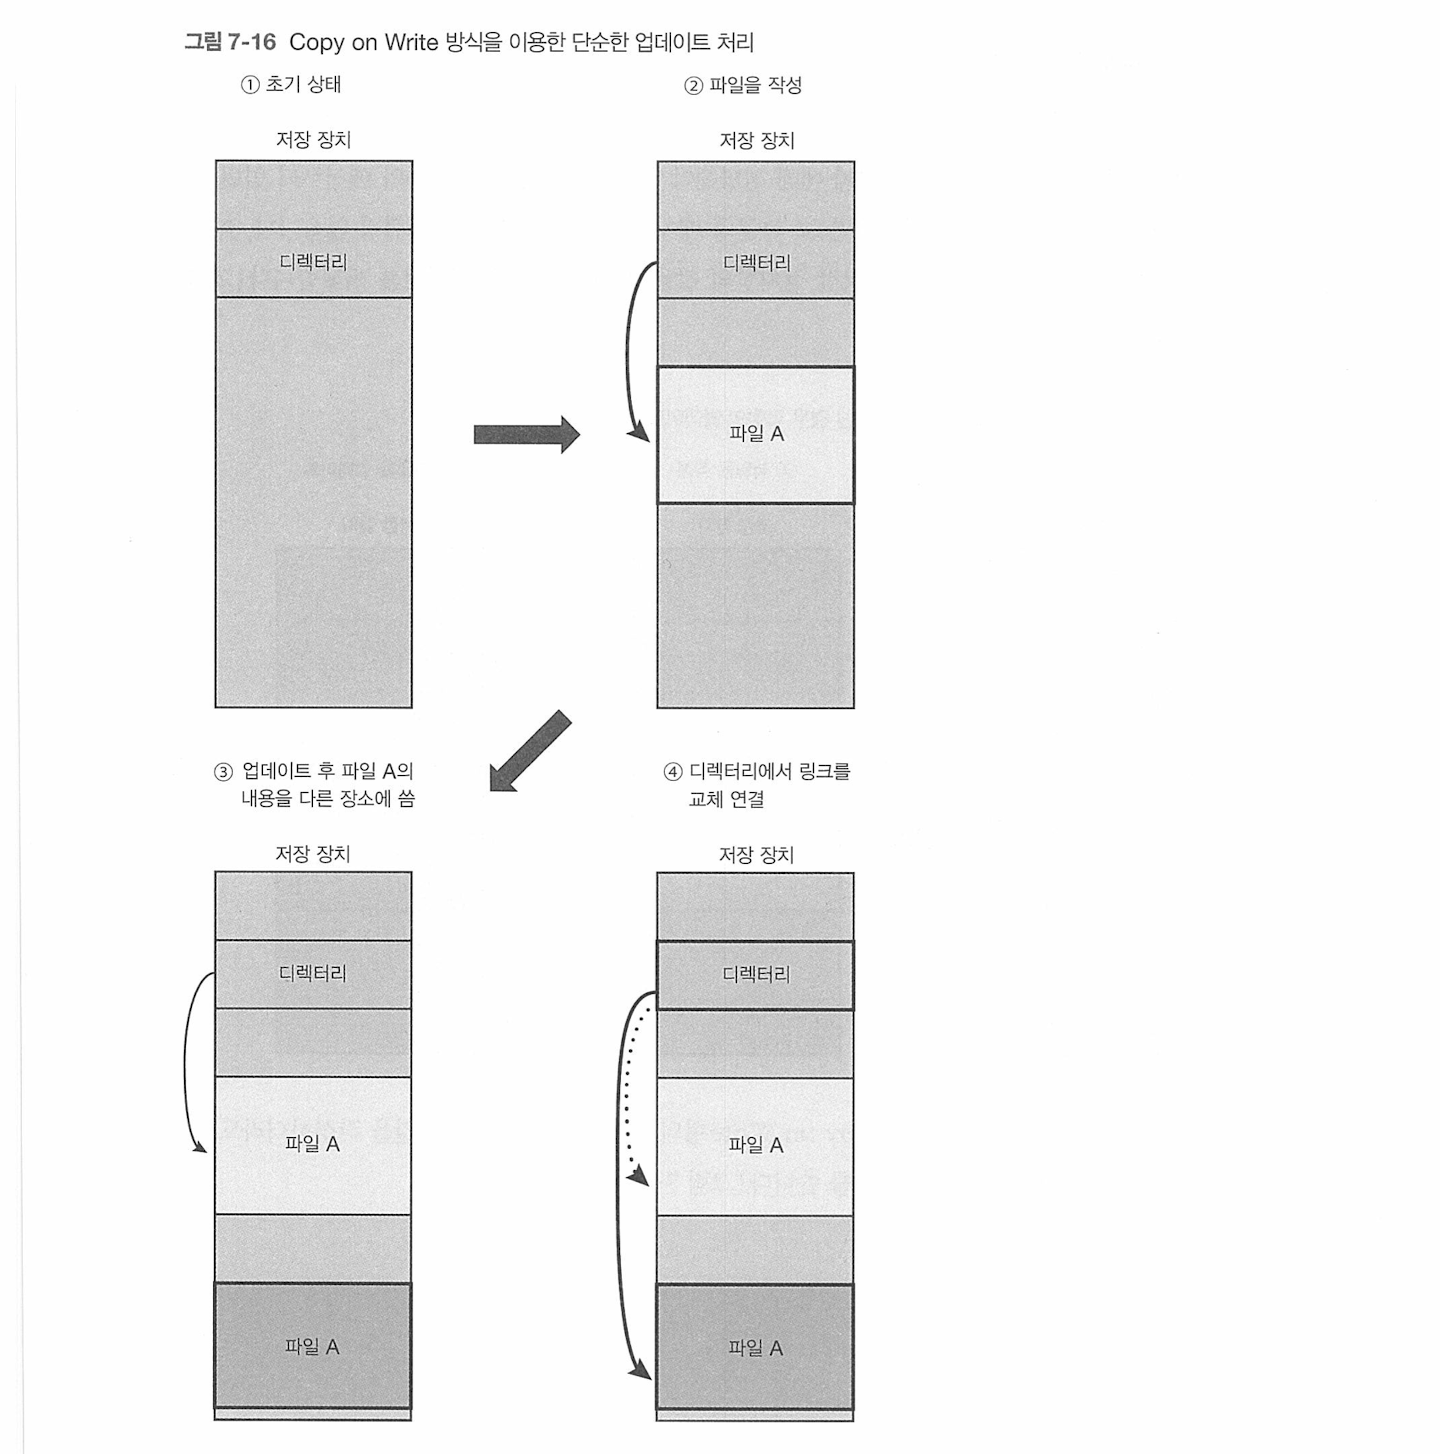 그림 7-16 Copy on Write 방식을 이용한 단순한 업데이트 처리
① 초기 상태
저장 장치
디렉터리
② 파일을 작성
저장 장치
디렉터리
파일 A
③ 업데이트 후 파일 A의
내용을 다른 장소에 씀
저장 장치
디렉터리
파일 A
파일 A
④ 디렉터리에서 링크를
교체 연결
저장 장치
디렉터리
파일 A
파일 A